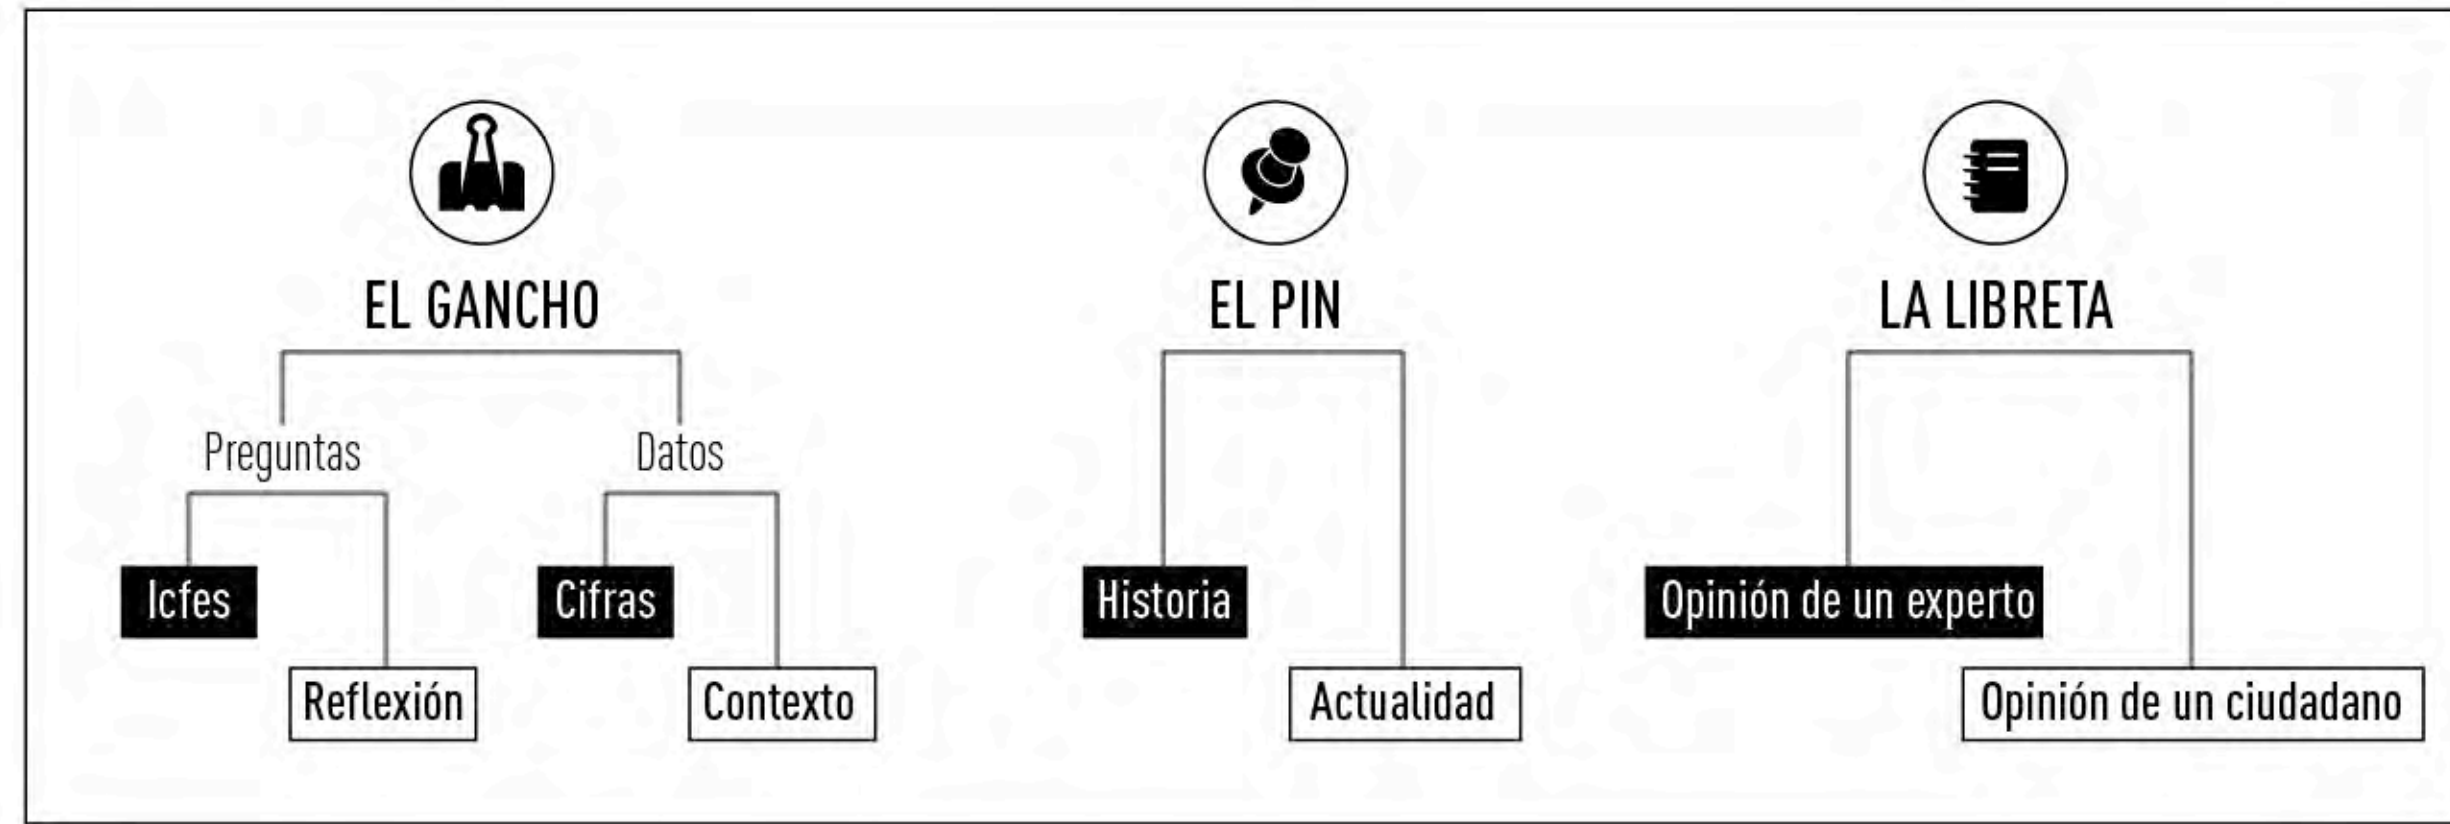 EL GANCHO
EL PIN
LA LIBRETA
Preguntas
Datos
Icfes
Cifras
Historia
Opinión de un experto
Reflexión
Contexto
Actualidad
Opinión de un ciudadano